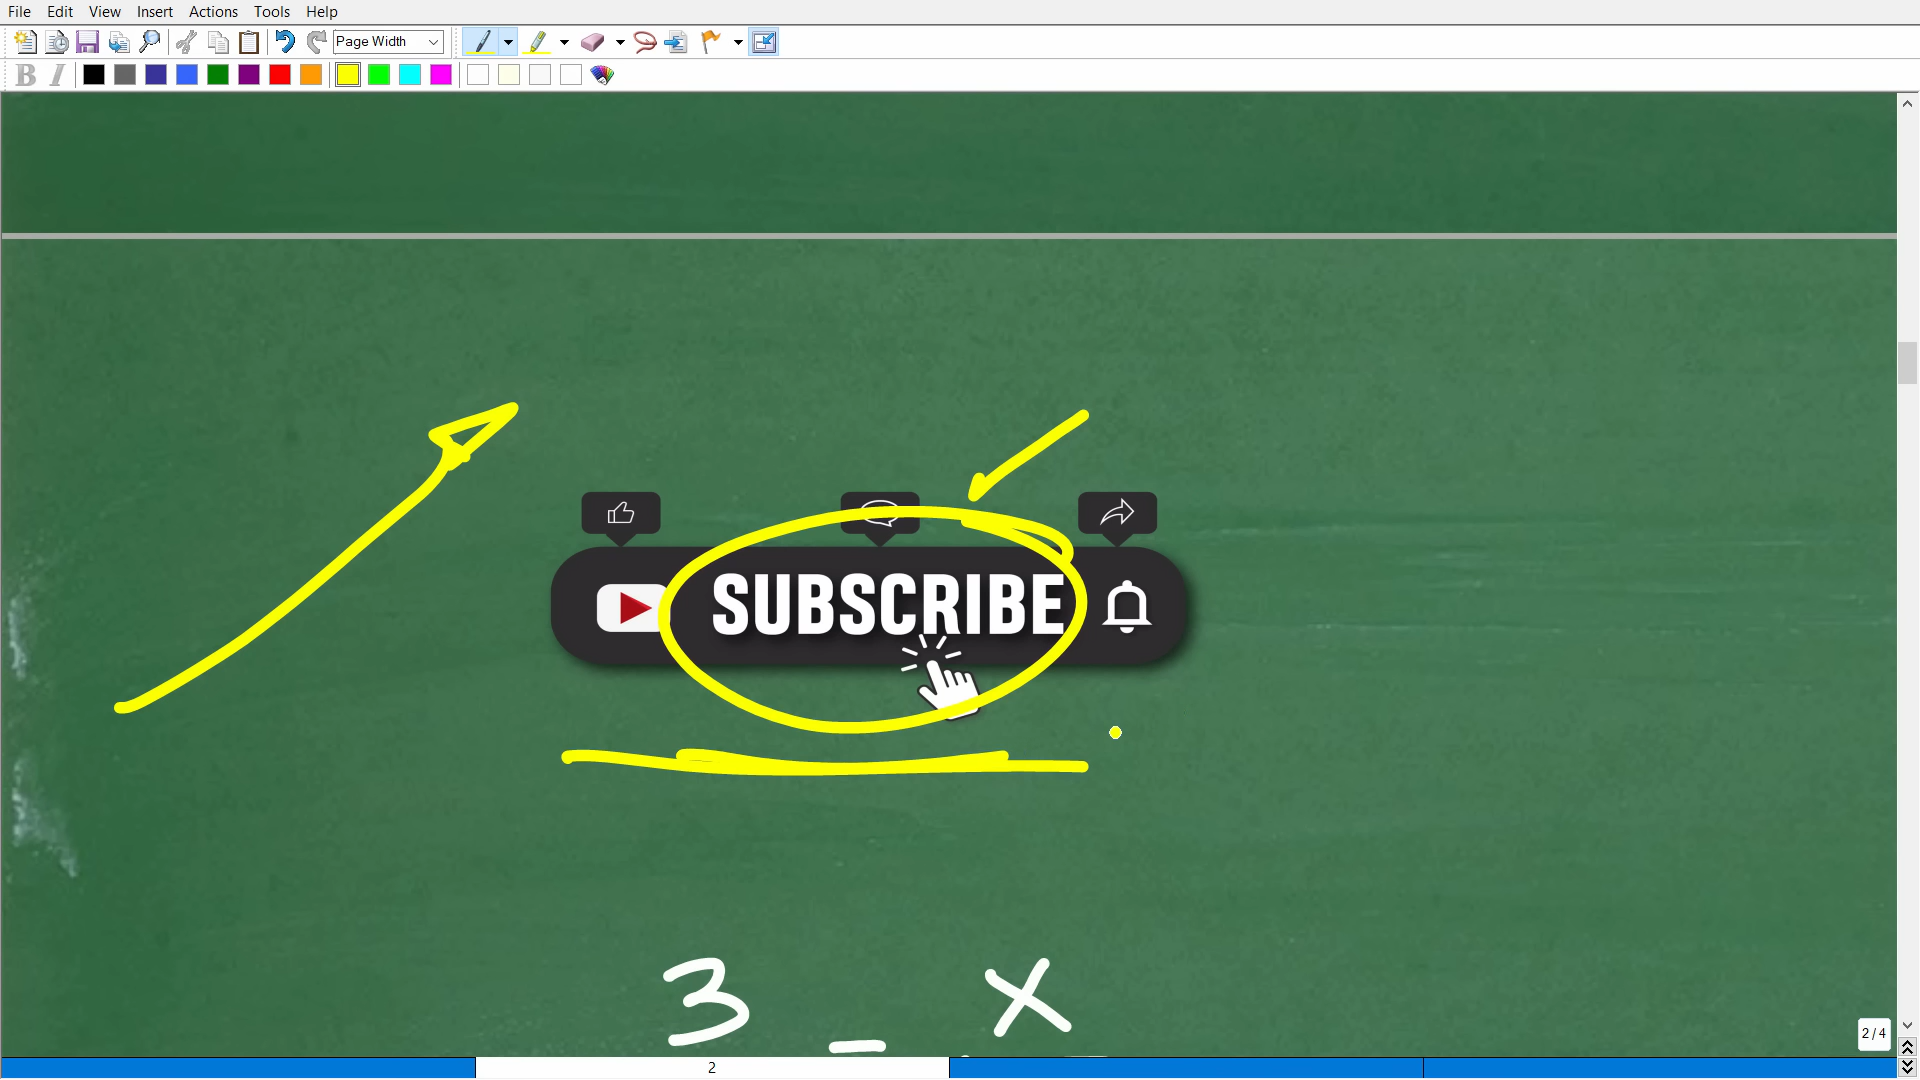 File Edit View Insert Actions Tools Help
Page Width
B I
SUBSCRIBE
3 = x
2 / 4
2